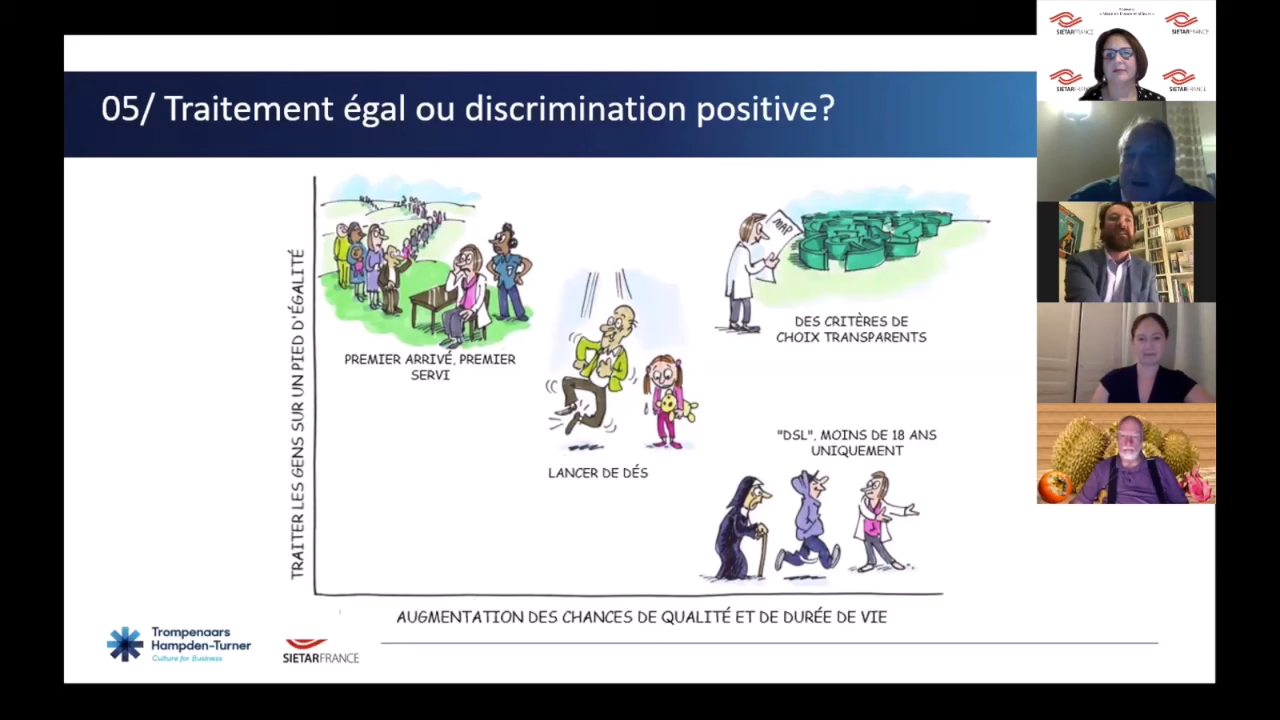 05/ Traitement égal ou discrimination positive?
TRAITER LES GENS SUR UN PIED D'ÉGALITÉ
PREMIER ARRIVÉ, PREMIER
SERVI
LANCER DE DÉS
MAP
DES CRITÈRES DE
CHOIX TRANSPARENTS
"DSL", MOINS DE 18 ANS
UNIQUEMENT
AUGMENTATION DES CHANCES DE QUALITÉ ET DE DURÉE DE VIE
Trompenaars
Hampden-Turner
Culture for Business
SIETARFRANCE
SIETARFRANCE
SIETARFRANCE
SIETARFRAN
SIETARFRANCE